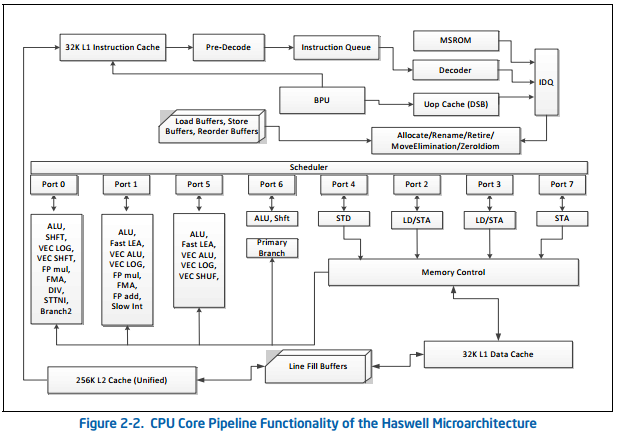 32K L1 Instruction Cache
Pre-Decode
Instruction Queue
MSROM
Decoder
IDQ
BPU
Uop Cache (DSB)
Load Buffers, Store
Buffers, Reorder Buffers
Allocate/Rename/Retire/
MoveElimination/ZeroIdiom
Scheduler
Port 0
Port 1
Port 5
Port 6
Port 4
Port 2
Port 3
Port 7
ALU,
SHFT,
VEC LOG,
VEC SHFT,
FP mul,
FMA,
DIV,
STTNI,
Branch2
ALU,
Fast LEA,
VEC ALU,
VEC LOG,
FP mul,
FMA,
FP add,
Slow Int
ALU,
Fast LEA,
VEC ALU,
VEC LOG,
VEC SHUF,
ALU, Shft
Primary
Branch
STD
LD/STA
LD/STA
STA
Memory Control
32K L1 Data Cache
Line Fill Buffers
256K L2 Cache (Unified)
Figure 2-2. CPU Core Pipeline Functionality of the Haswell Microarchitecture